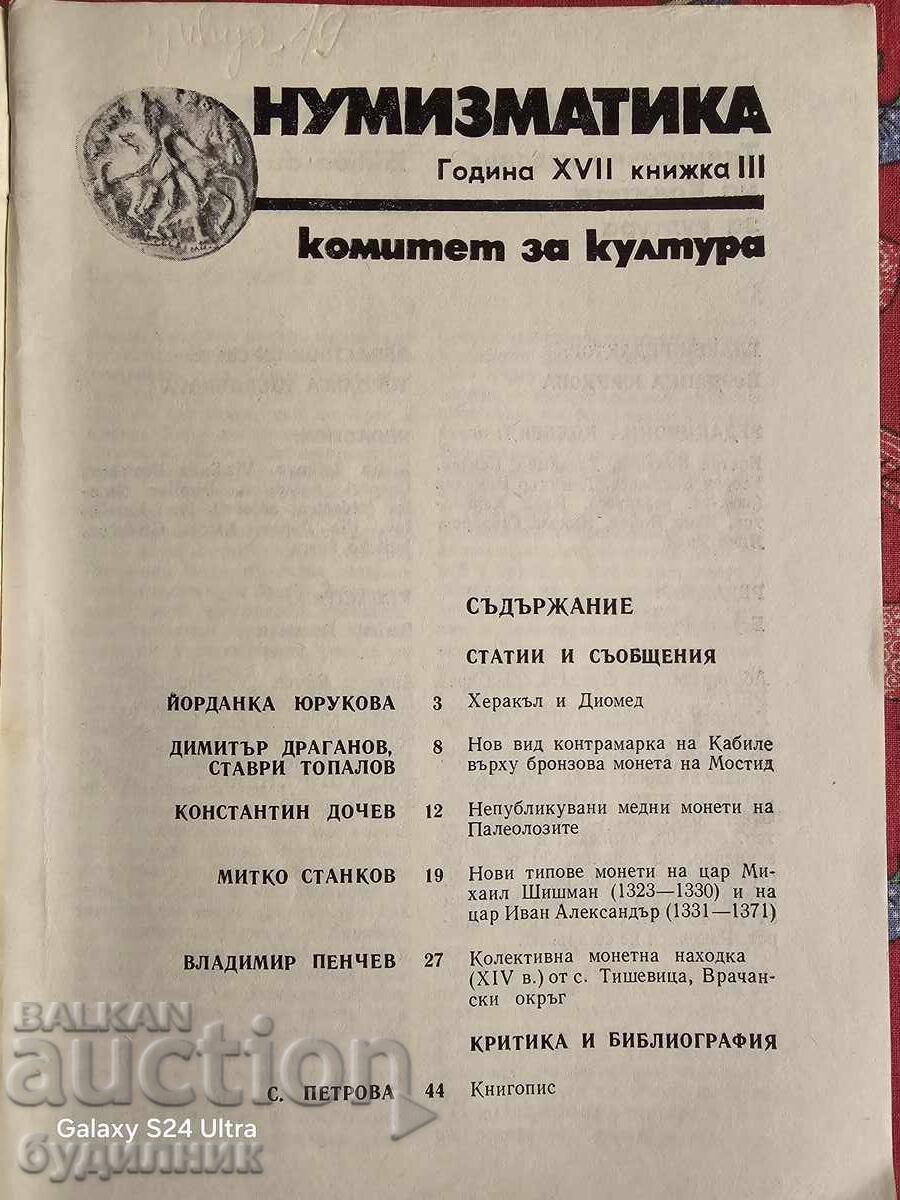 НУМИЗМАТИКА
Година XVII книжка III
комитет за култура
СЪДЪРЖАНИЕ
СТАТИИ И СЪОБЩЕНИЯ
ЙОРДАНКА ЮРУКОВА 3 Херакъл и Диомед
ДИМИТЪР ДРАГАНОВ, 8 Нов вид контрамарка на Кабиле
СТАВРИ ТОПАЛОВ върху бронзова монета на Мостид
КОНСТАНТИН ДОЧЕВ 12 Непубликувани медни монети на
Палеолозите
МИТКО СТАНКОВ 19 Нови типове монети на цар Ми-
хаил Шишман (1323—1330) и на
цар Иван Александър (1331—1371)
ВЛАДИМИР ПЕНЧЕВ 27 Колективна монетна находка
(XIV в.) от с. Тишевица, Врачан-
ски окръг
КРИТИКА И БИБЛИОГРАФИЯ
С. ПЕТРОВА 44 Книгопис
BALKAN
auction
Galaxy S24 Ultra
будилник